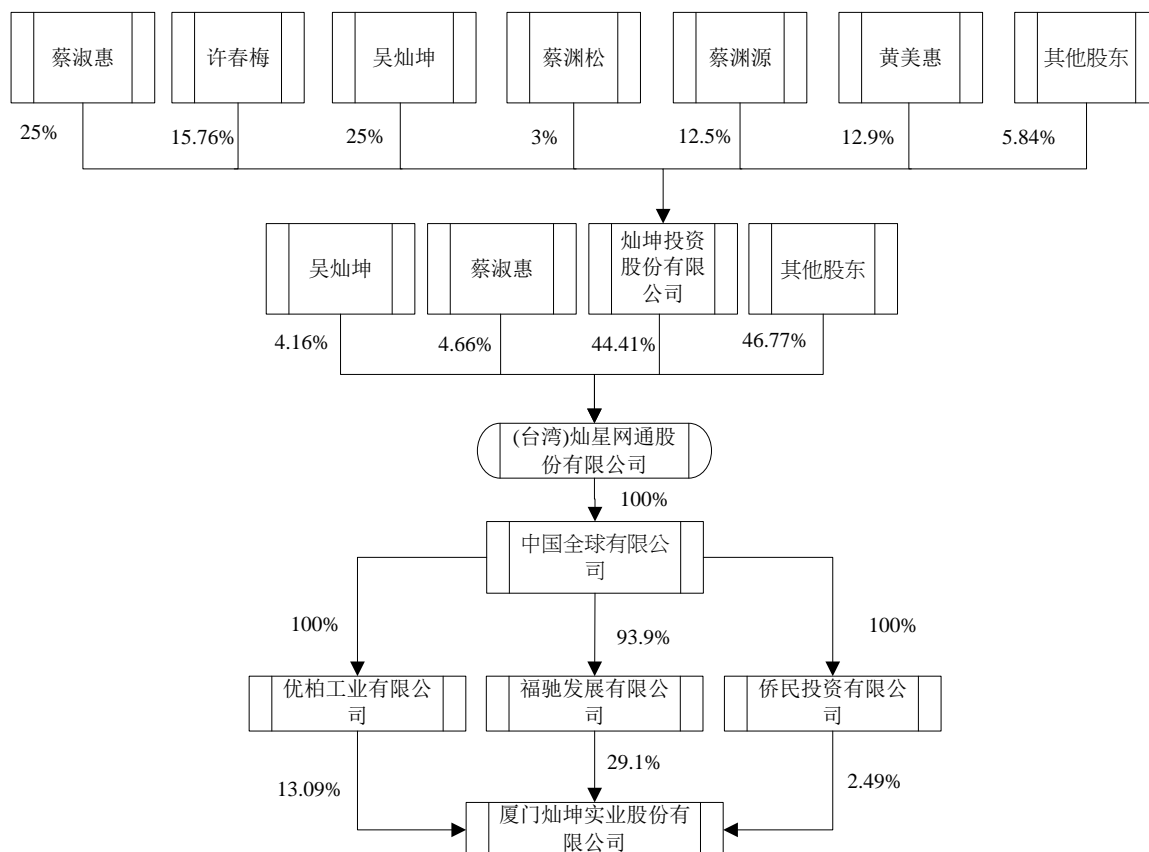 蔡淑惠
许春梅
吴灿坤
蔡渊松
蔡渊源
黄美惠
其他股东
25%
15.76%
25%
3%
12.5%
12.9%
5.84%
吴灿坤
蔡淑惠
灿坤投资
股份有限
公司
其他股东
4.16%
4.66%
44.41%
46.77%
(台湾)灿星网通股
份有限公司
100%
中国全球有限公
司
100%
93.9%
100%
优柏工业有限公
司
福驰发展有限公
司
侨民投资有限公
司
13.09%
29.1%
2.49%
厦门灿坤实业股份有
限公司